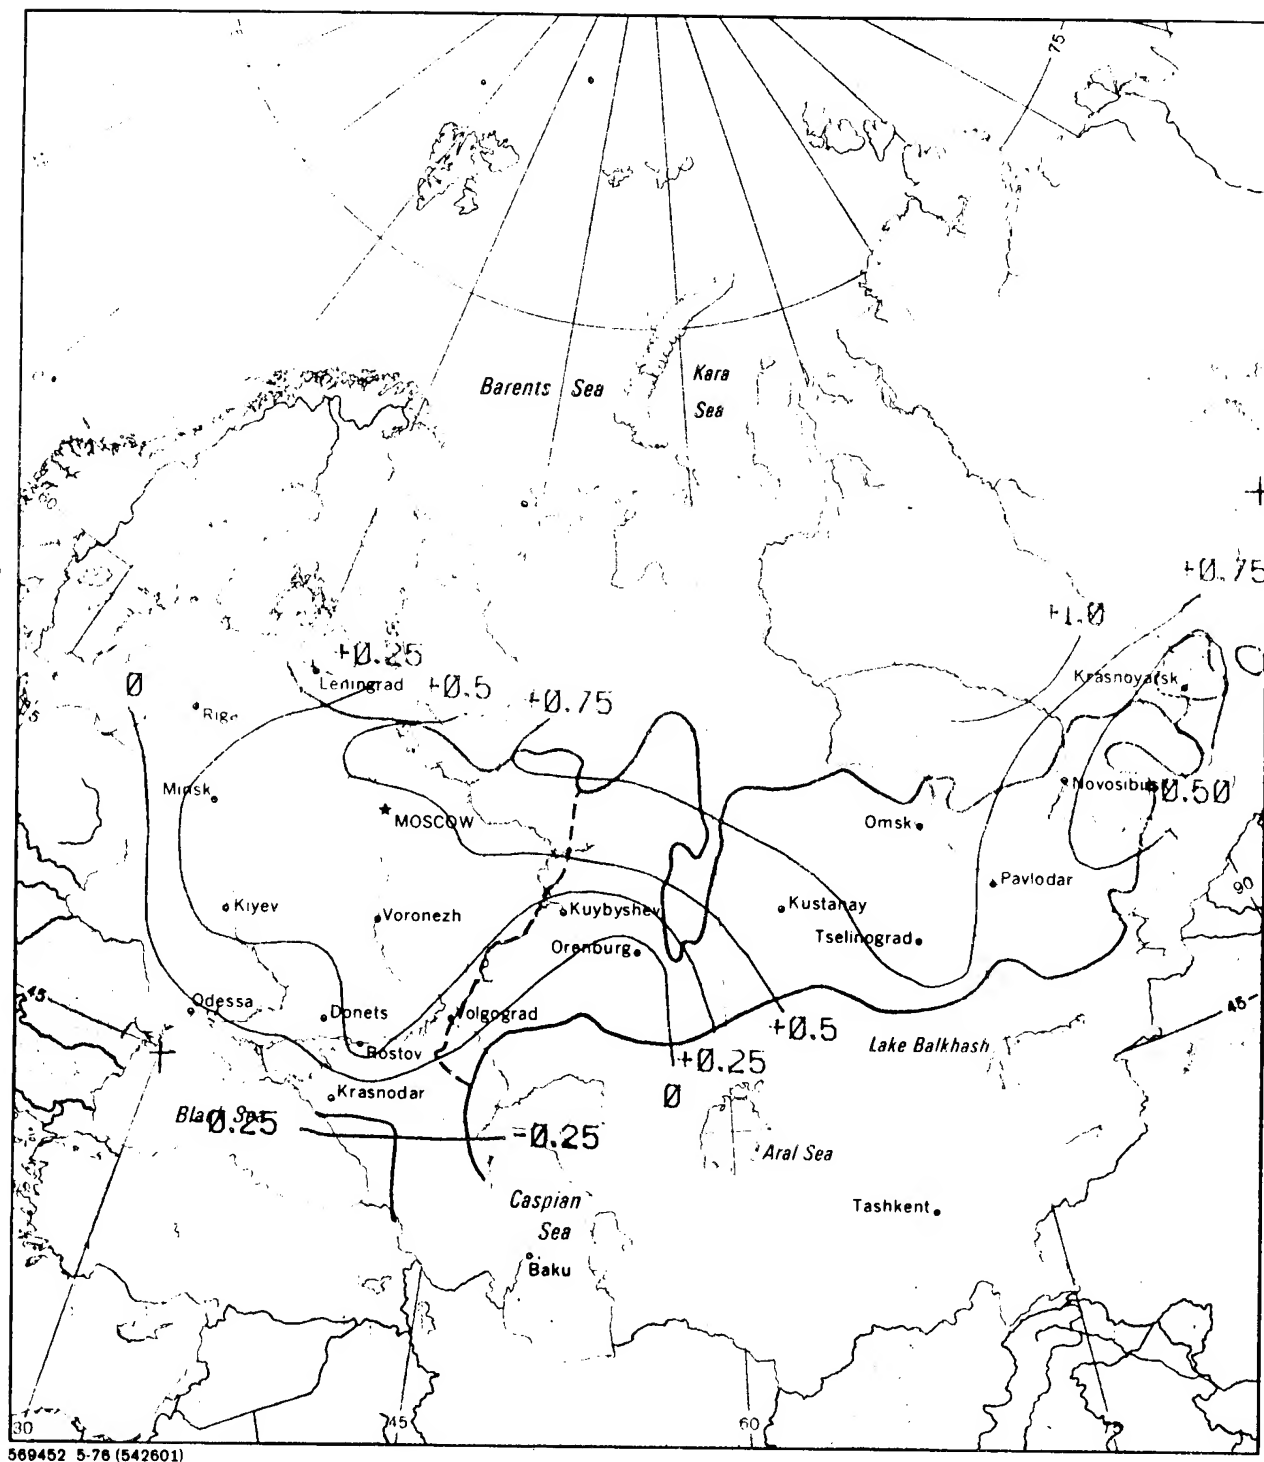 75
Barents Sea
Kara
Sea
60
+0.75
+1.0
+0.25
Leningrad
+0.5
+0.75
0
Krasnoyarsk
Minsk
MOSCOW
Novosibirsk
0.50
Omsk
Kiyev
Voronezh
Kuybyshev
Kustanay
Pavlodar
90
Orenburg
Tselinograd
45
Odessa
Donets
Volgograd
+0.5
45
Rostov
+0.25
Lake Balkhash
Krasnodar
0
Black Sea
0.25
-0.25
Aral Sea
Caspian
Sea
Tashkent
Baku
30
45
60
569452 5-76 (542601)